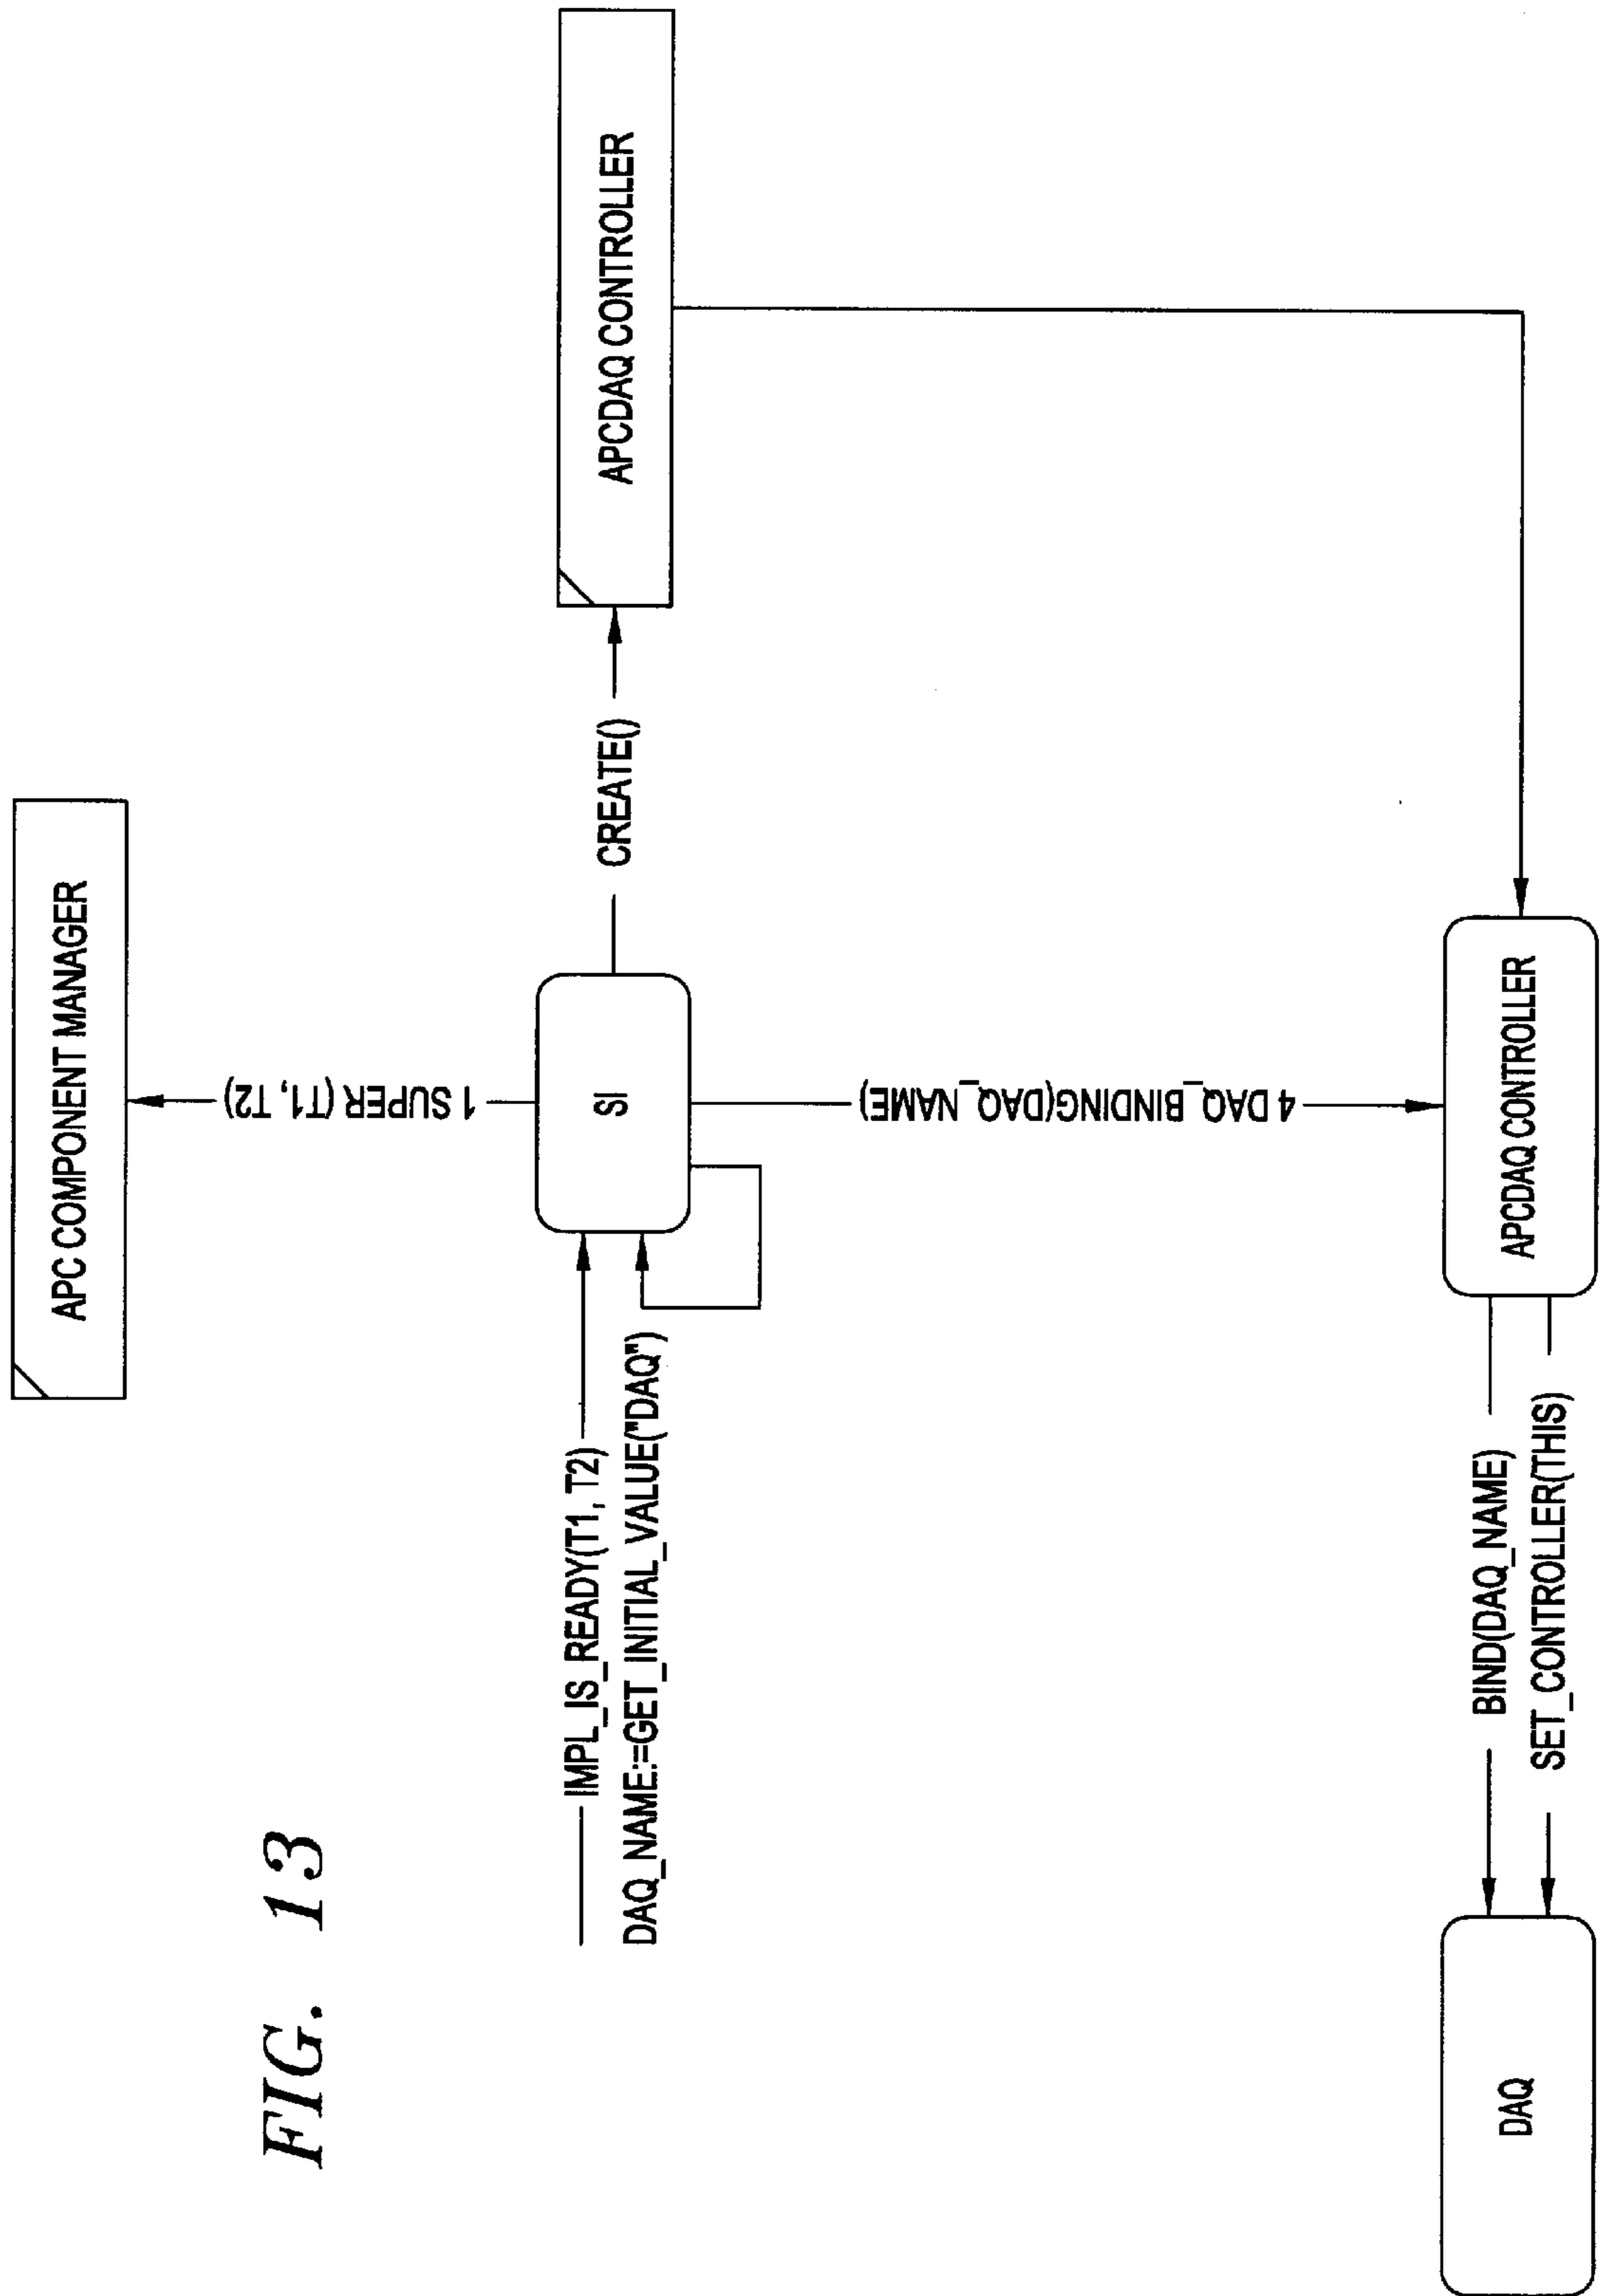 FIG. 13
APC COMPONENT MANAGER
1 SUPER (T1, T2)
IMPL_IS_READY(T1, T2)
DAQ_NAME:=GET_INITIAL_VALUE("DAQ")
SI
CREATE()
APCDAQ CONTROLLER
4 DAQ_BINDING(DAQ_NAME)
DAQ
BIND(DAQ_NAME)
SET_CONTROLLER(THIS)
APCDAQ CONTROLLER